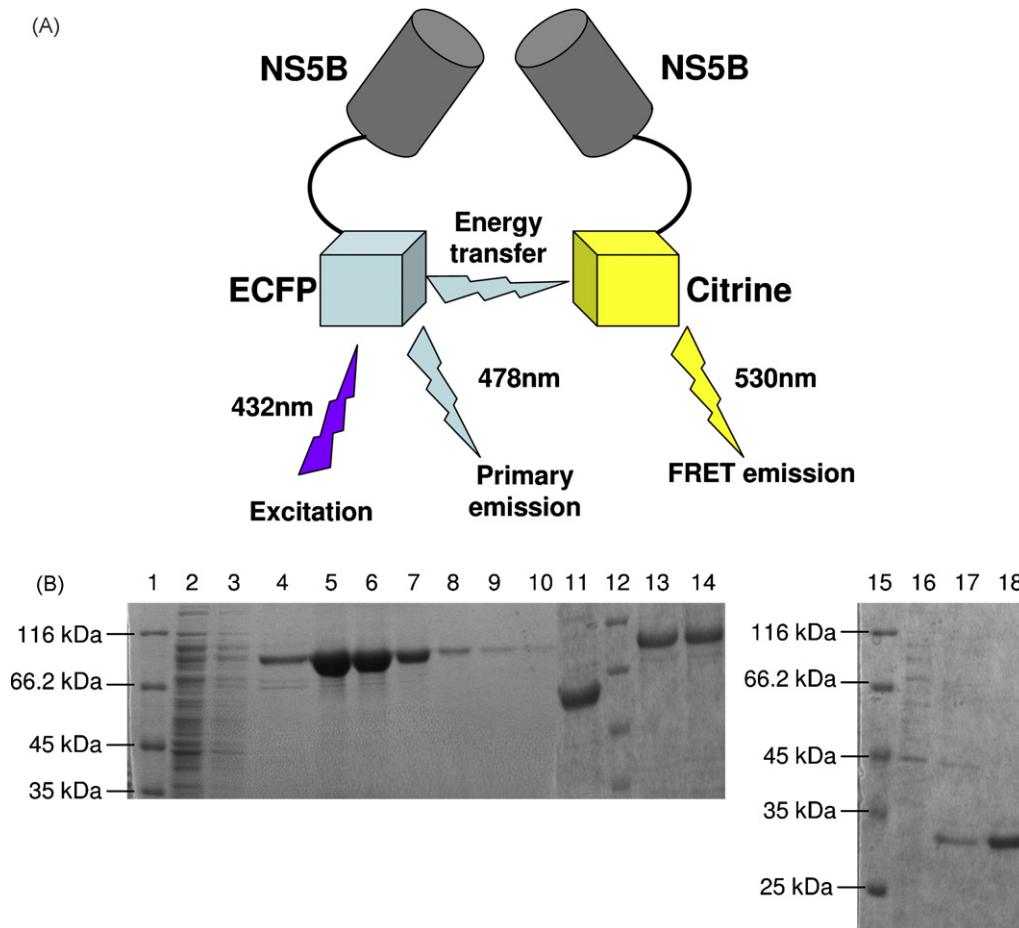 (A)
NS5B NS5B
Energy
transfer
ECFP Citrine
432nm 478nm 530nm
Excitation Primary
emission FRET emission
(B) 1 2 3 4 5 6 7 8 9 10 11 12 13 14
116 kDa
66.2 kDa
45 kDa
35 kDa
15 16 17 18
116 kDa
66.2 kDa
45 kDa
35 kDa
25 kDa